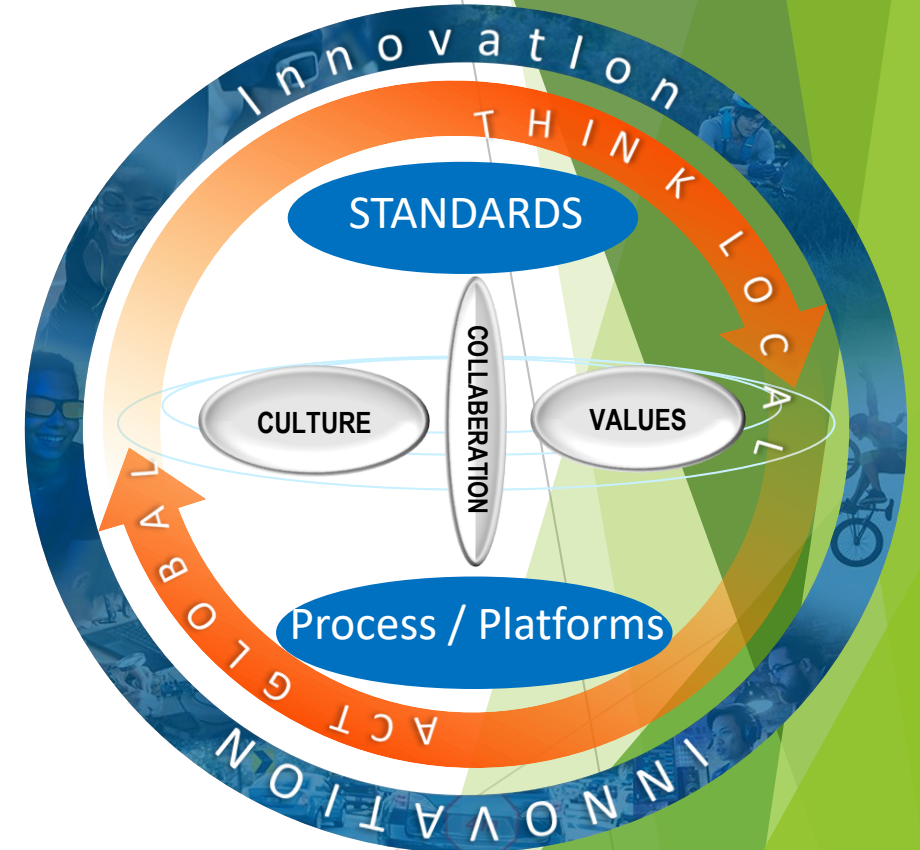 Innovation
THINK LOCAL
STANDARDS
COLLABERATION
CULTURE
VALUES
Process / Platforms
ACT GLOBAL
INNOVATION